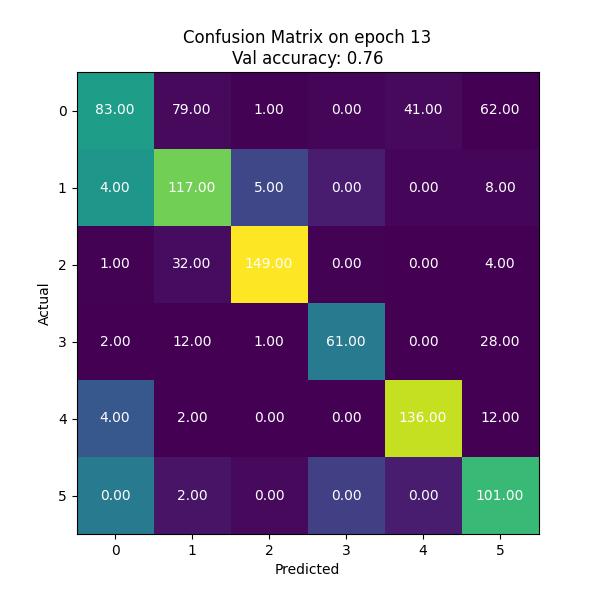 Confusion Matrix on epoch 13
Val accuracy: 0.76
0 83.00 79.00 1.00 0.00 41.00 62.00
1 4.00 117.00 5.00 0.00 0.00 8.00
2 1.00 32.00 149.00 0.00 0.00 4.00
Actual
3 2.00 12.00 1.00 61.00 0.00 28.00
4 4.00 2.00 0.00 0.00 136.00 12.00
5 0.00 2.00 0.00 0.00 0.00 101.00
0 1 2 3 4 5
Predicted